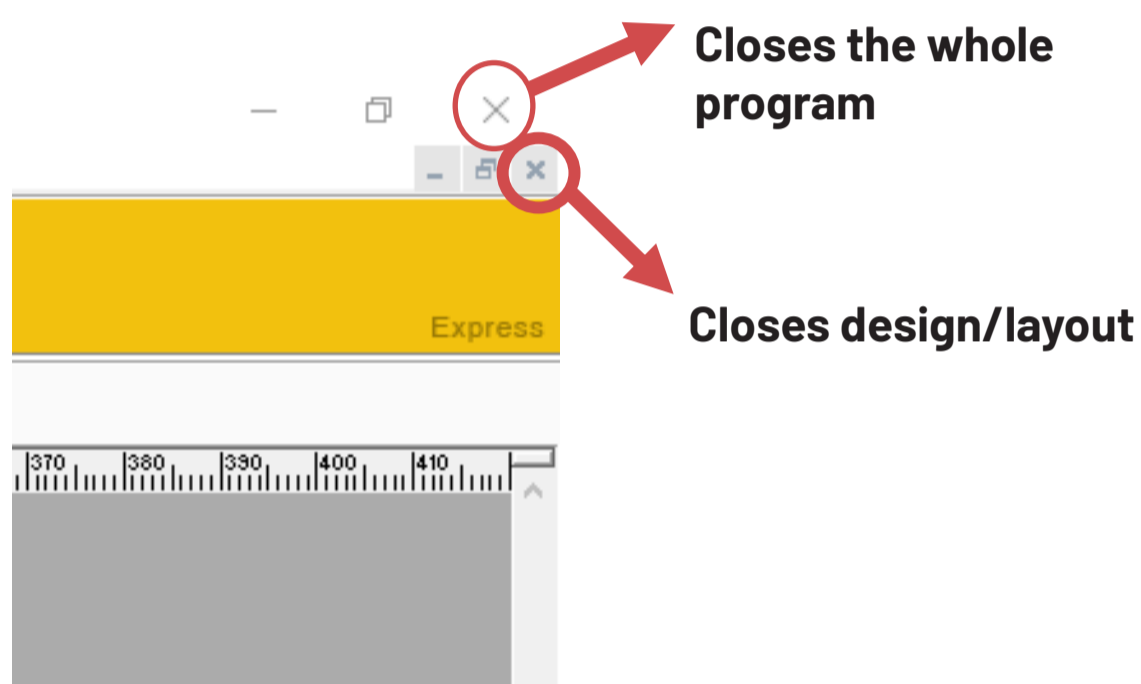 Closes the whole
program
Express
Closes design/layout
370 380 390 400 410